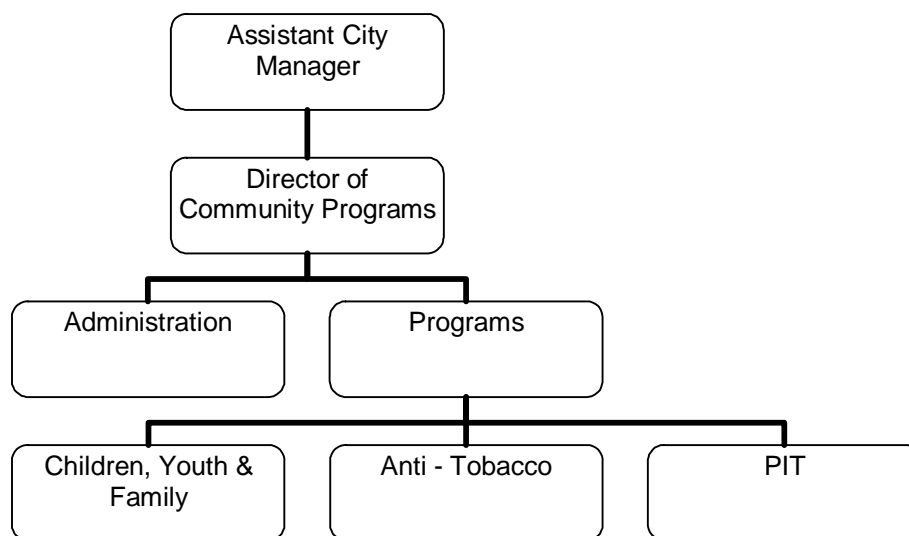 Assistant City
Manager
Director of
Community Programs
Administration
Programs
Children, Youth &
Family
Anti - Tobacco
PIT